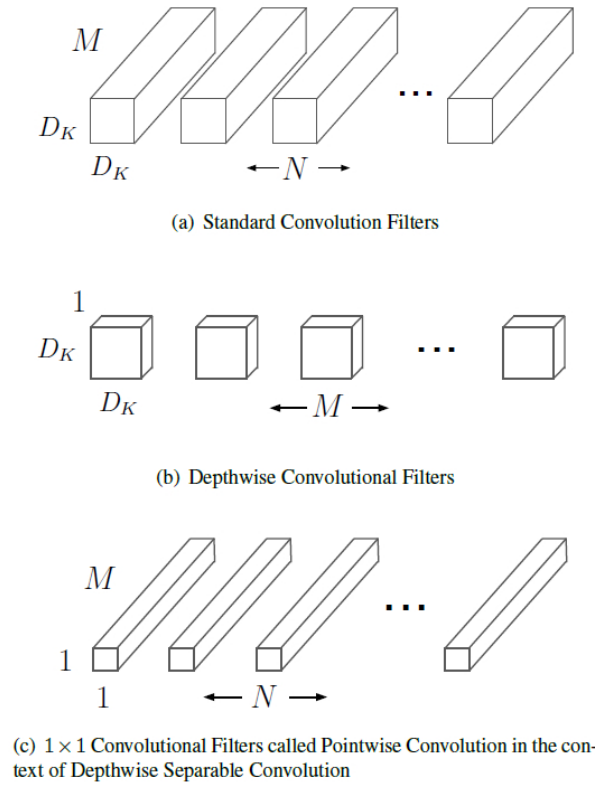 M
D_K
D_K
N
...
(a) Standard Convolution Filters
1
D_K
D_K
M
...
(b) Depthwise Convolutional Filters
M
1
1
N
...
(c) 1 × 1 Convolutional Filters called Pointwise Convolution in the con-
text of Depthwise Separable Convolution